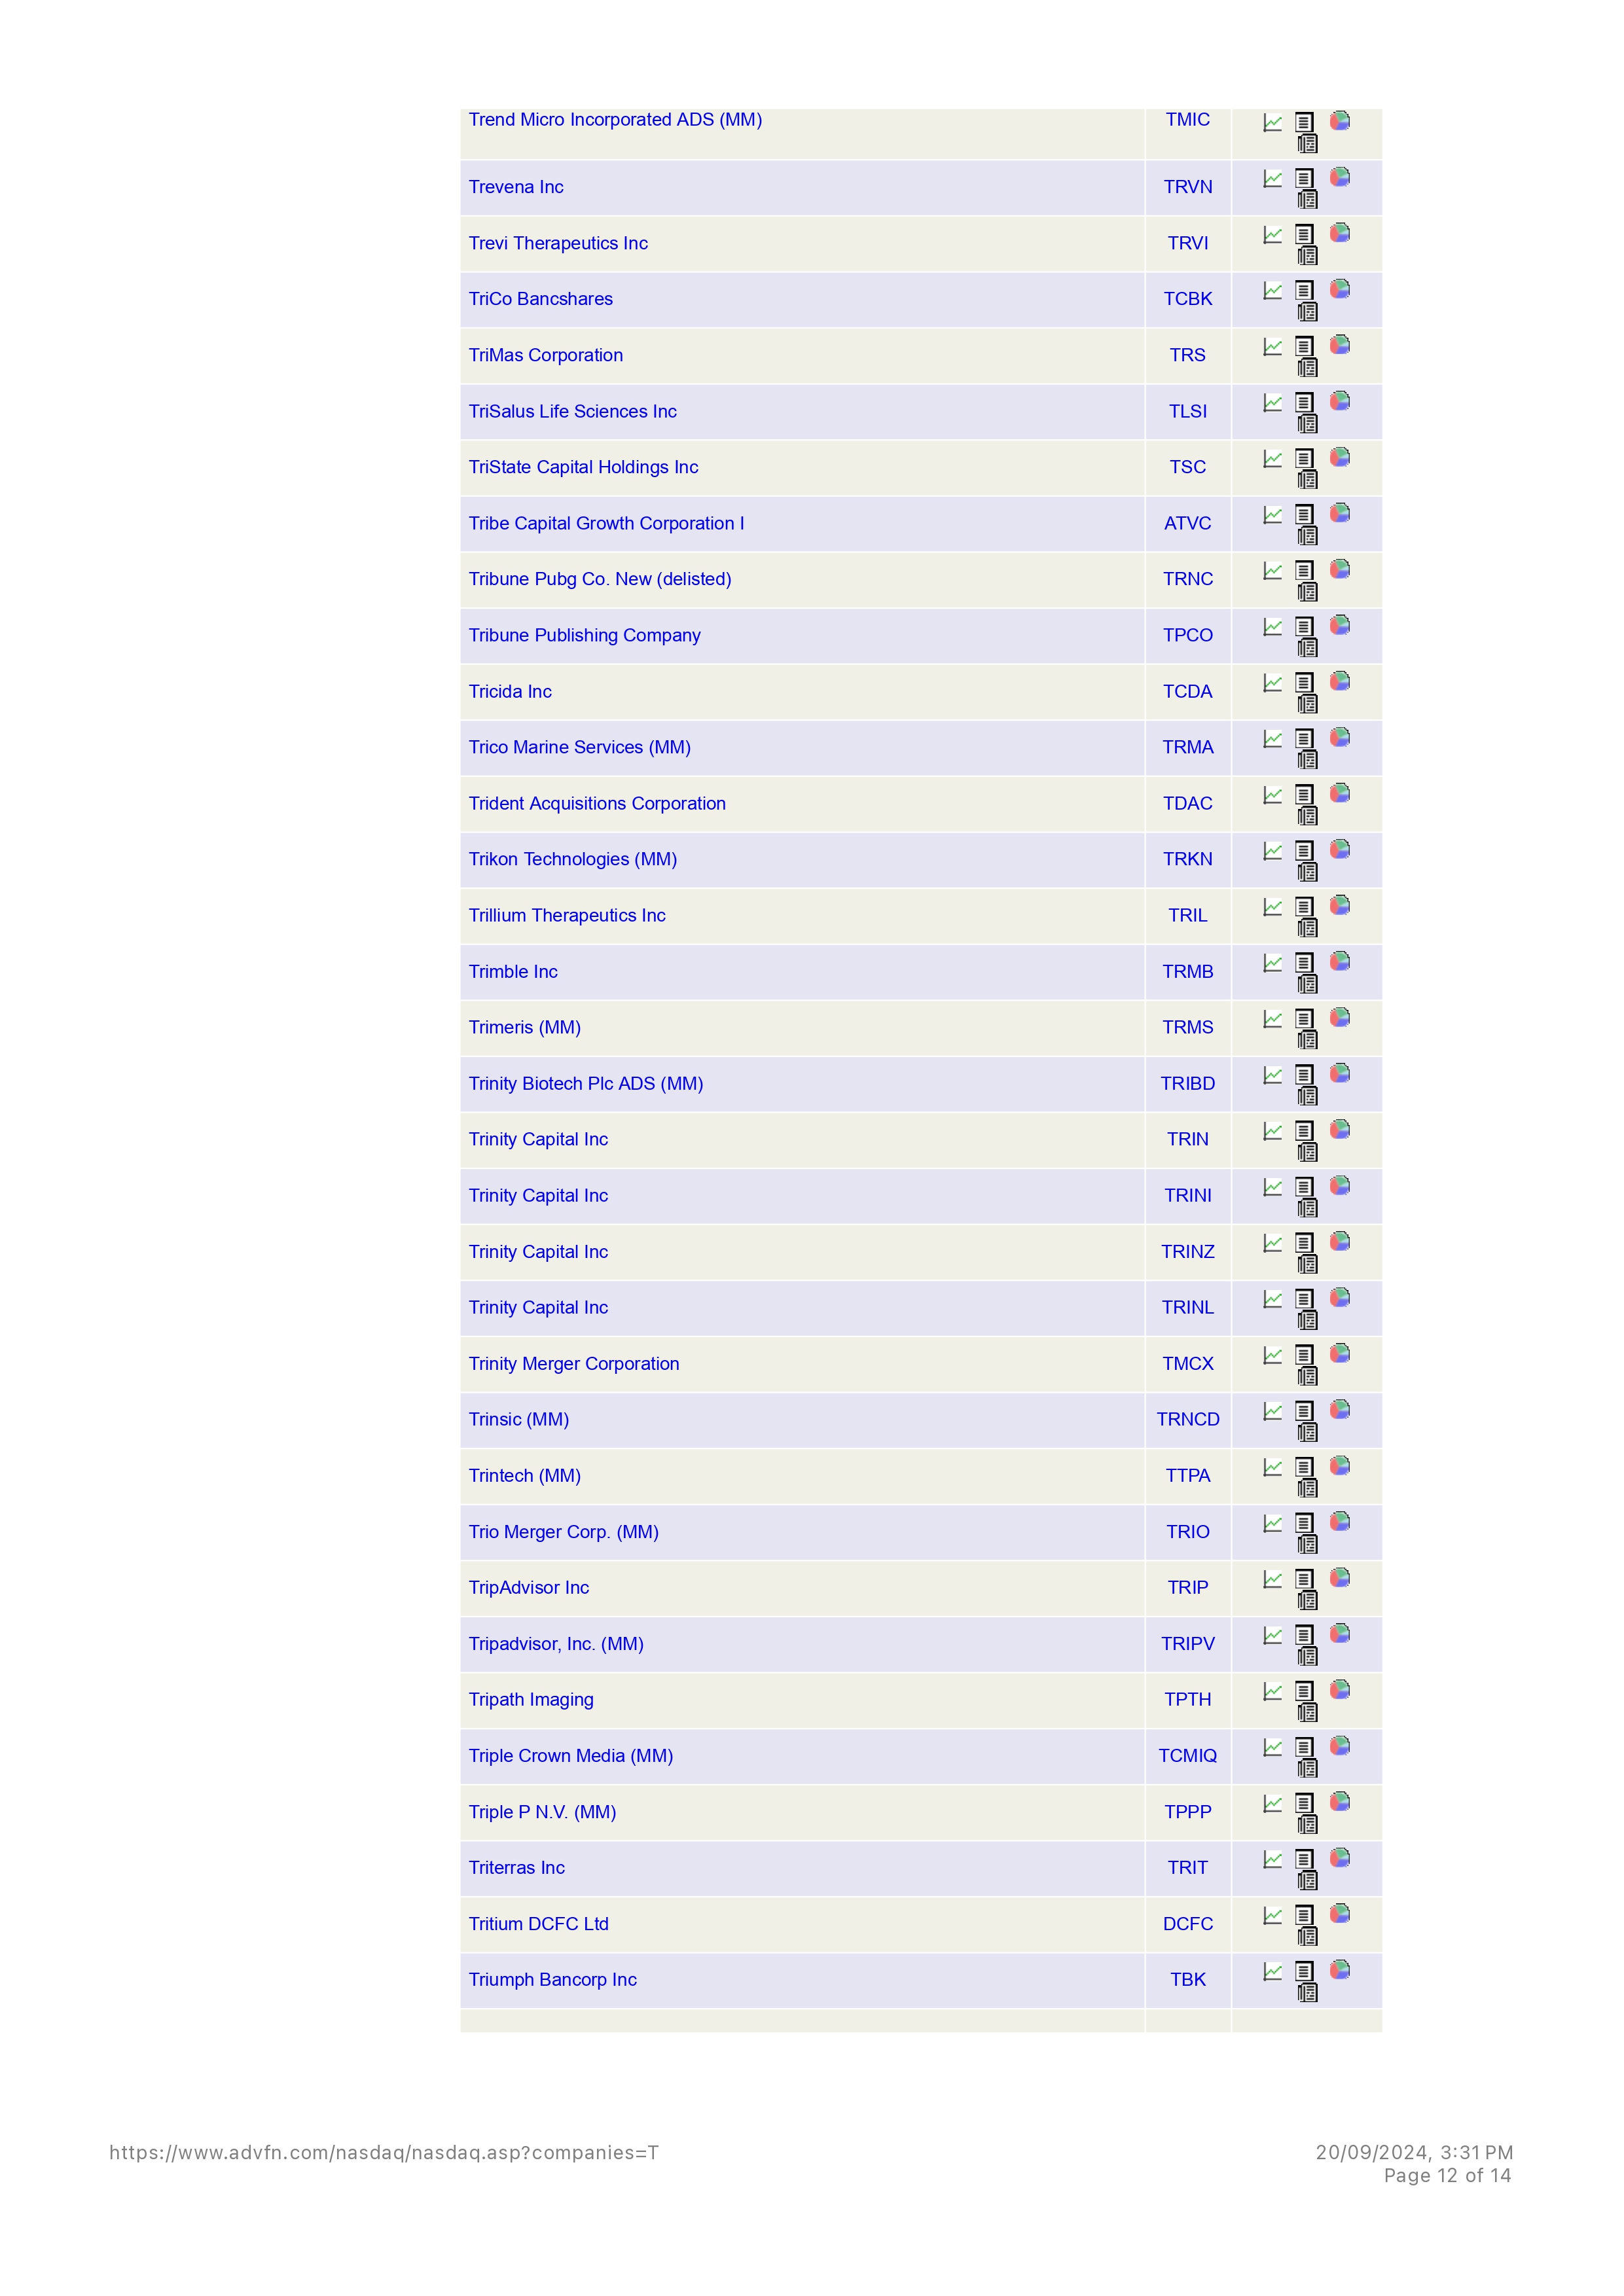 Trend Micro Incorporated ADS (MM) TMIC
Trevena Inc TRVN
Trevi Therapeutics Inc TRVI
TriCo Bancshares TCBK
TriMas Corporation TRS
TriSalus Life Sciences Inc TLSI
TriState Capital Holdings Inc TSC
Tribe Capital Growth Corporation I ATVC
Tribune Pubg Co. New (delisted) TRNC
Tribune Publishing Company TPCO
Tricida Inc TCDA
Trico Marine Services (MM) TRMA
Trident Acquisitions Corporation TDAC
Trikon Technologies (MM) TRKN
Trillium Therapeutics Inc TRIL
Trimble Inc TRMB
Trimeris (MM) TRMS
Trinity Biotech Plc ADS (MM) TRIBD
Trinity Capital Inc TRIN
Trinity Capital Inc TRINI
Trinity Capital Inc TRINZ
Trinity Capital Inc TRINL
Trinity Merger Corporation TMCX
Trinsic (MM) TRNCD
Trintech (MM) TTPA
Trio Merger Corp. (MM) TRIO
TripAdvisor Inc TRIP
Tripadvisor, Inc. (MM) TRIPV
Tripath Imaging TPTH
Triple Crown Media (MM) TCMIQ
Triple P N.V. (MM) TPPP
Triterras Inc TRIT
Tritium DCFC Ltd DCFC
Triumph Bancorp Inc TBK
https://www.advfn.com/nasdaq/nasdaq.asp?companies=T 20/09/2024, 3:31 PM
Page 12 of 14